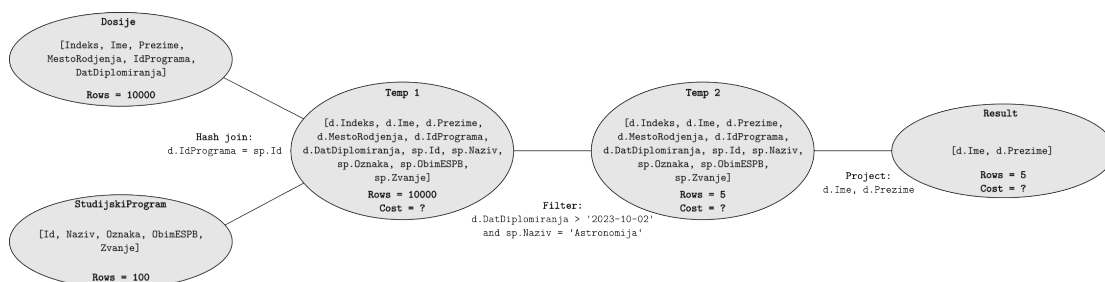 Dosije
[Indeks, Ime, Prezime,
MestoRodjenja, IdPrograma,
DatDiplomiranja]
Rows = 10000
Hash join:
d.IdPrograma = sp.Id
StudijskiProgram
[Id, Naziv, Oznaka, ObimESPB,
Zvanje]
Rows = 100
Temp 1
[d.Indeks, d.Ime, d.Prezime,
d.MestoRodjenja, d.IdPrograma,
d.DatDiplomiranja, sp.Id, sp.Naziv,
sp.Oznaka, sp.ObimESPB,
sp.Zvanje]
Rows = 10000
Cost = ?
Filter:
d.DatDiplomiranja > '2023-10-02'
and sp.Naziv = 'Astronomija'
Temp 2
[d.Indeks, d.Ime, d.Prezime,
d.MestoRodjenja, d.IdPrograma,
d.DatDiplomiranja, sp.Id, sp.Naziv,
sp.Oznaka, sp.ObimESPB,
sp.Zvanje]
Rows = 5
Cost = ?
Project:
d.Ime, d.Prezime
Result
[d.Ime, d.Prezime]
Rows = 5
Cost = ?